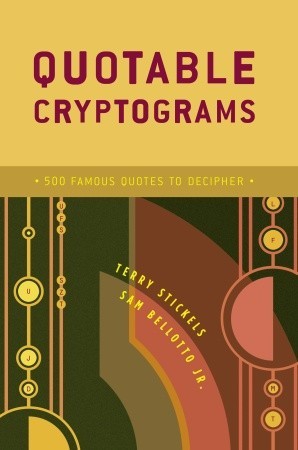 QUOTABLE
CRYPTOGRAMS
• 500 FAMOUS QUOTES TO DECIPHER •
TERRY STICKELS
SAM BELLOTTO JR.
U
J
L
F
T